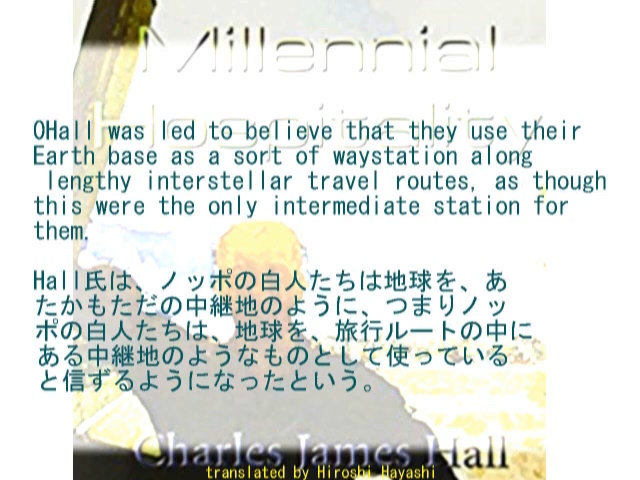 Millennial
Hospitality
OHall was led to believe that they use their
Earth base as a sort of waystation along
lengthy interstellar travel routes, as though
this were the only intermediate station for
them.
Hall氏は、ノッポの白人たちは地球を、あ
たかもただの中継地のように、つまりノッ
ポの白人たちは、地球を、旅行ルートの中に
ある中継地のようなものとして使っている
と信ずるようになったという。
Charles James Hall
translated by Hiroshi Hayashi